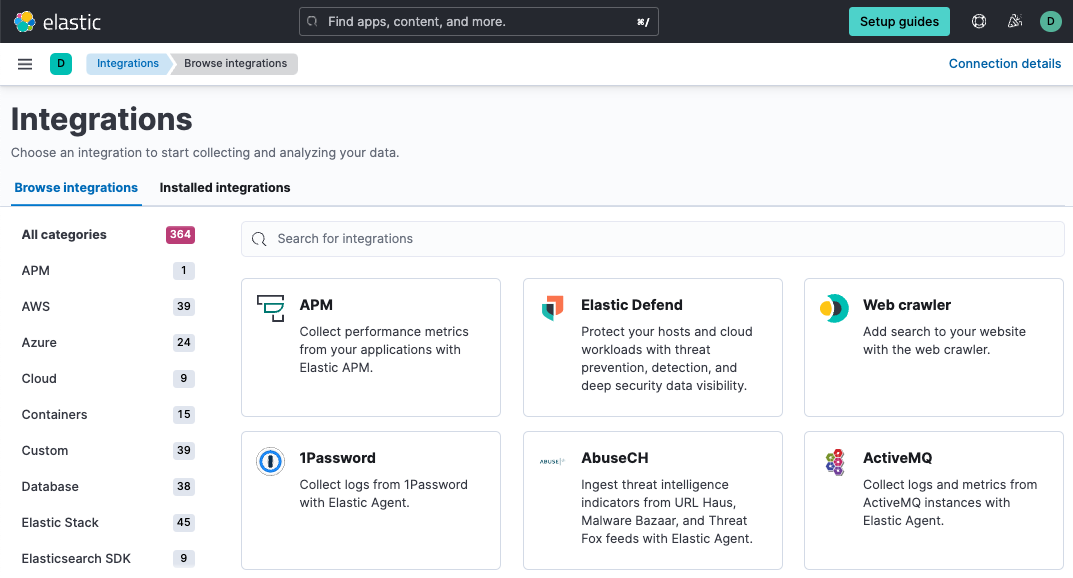 elastic
Find apps, content, and more.
⌘/
Setup guides
D
D
Integrations
Browse integrations
Connection details
Integrations
Choose an integration to start collecting and analyzing your data.
Browse integrations
Installed integrations
All categories 364
APM 1
AWS 39
Azure 24
Cloud 9
Containers 15
Custom 39
Database 38
Elastic Stack 45
Elasticsearch SDK 9
Search for integrations
APM
Collect performance metrics
from your applications with
Elastic APM.
Elastic Defend
Protect your hosts and cloud
workloads with threat
prevention, detection, and
deep security data visibility.
Web crawler
Add search to your website
with the web crawler.
1Password
Collect logs from 1Password
with Elastic Agent.
ABUSE
AbuseCH
Ingest threat intelligence
indicators from URL Haus,
Malware Bazaar, and Threat
Fox feeds with Elastic Agent.
ActiveMQ
Collect logs and metrics from
ActiveMQ instances with
Elastic Agent.